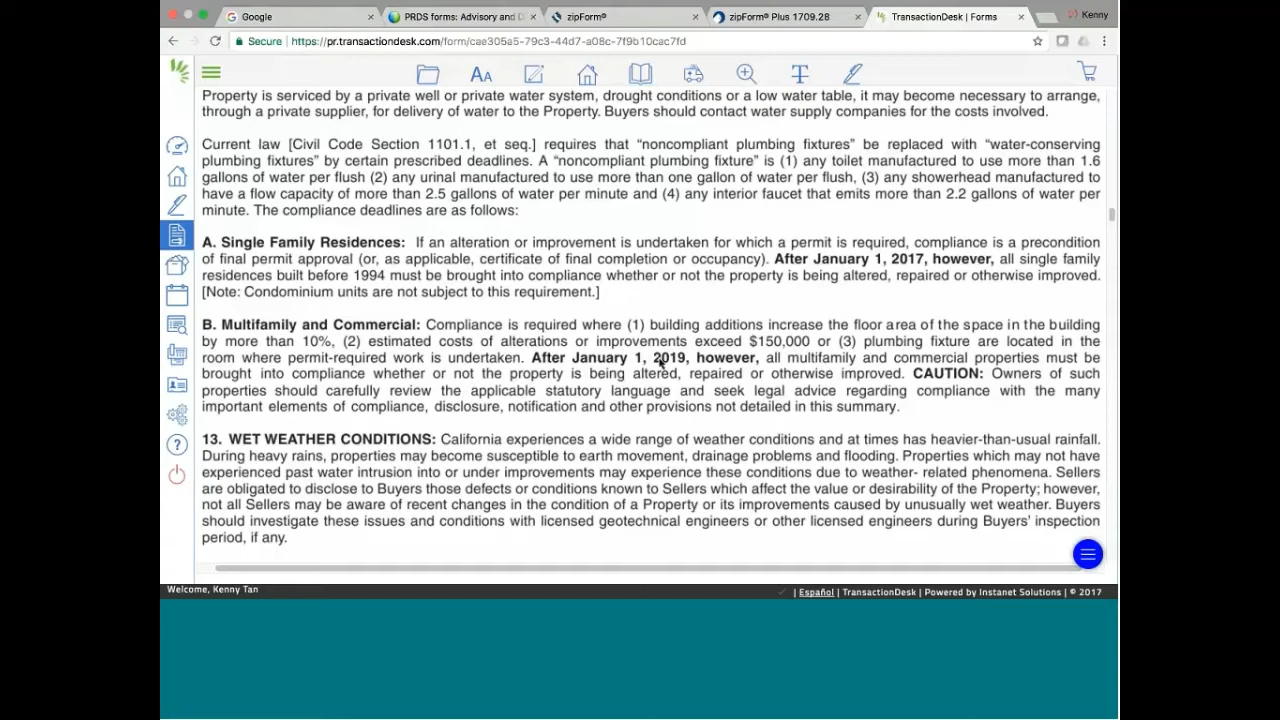 Google
PRDS forms: Advisory and D
zipForm®
zipForm® Plus 1709.28
TransactionDesk | Forms
Kenny
Secure | https://pr.transactiondesk.com/form/cae305a5-79c3-44d7-a08c-7f9b10cac7fd
Property is serviced by a private well or private water system, drought conditions or a low water table, it may become necessary to arrange,
through a private supplier, for delivery of water to the Property. Buyers should contact water supply companies for the costs involved.
Current law [Civil Code Section 1101.1, et seq.] requires that “noncompliant plumbing fixtures” be replaced with “water-conserving
plumbing fixtures” by certain prescribed deadlines. A “noncompliant plumbing fixture” is (1) any toilet manufactured to use more than 1.6
gallons of water per flush (2) any urinal manufactured to use more than one gallon of water per flush, (3) any showerhead manufactured to
have a flow capacity of more than 2.5 gallons of water per minute and (4) any interior faucet that emits more than 2.2 gallons of water per
minute. The compliance deadlines are as follows:
A. Single Family Residences: If an alteration or improvement is undertaken for which a permit is required, compliance is a precondition
of final permit approval (or, as applicable, certificate of final completion or occupancy). After January 1, 2017, however, all single family
residences built before 1994 must be brought into compliance whether or not the property is being altered, repaired or otherwise improved.
[Note: Condominium units are not subject to this requirement.]
B. Multifamily and Commercial: Compliance is required where (1) building additions increase the floor area of the space in the building
by more than 10%, (2) estimated costs of alterations or improvements exceed $150,000 or (3) plumbing fixture are located in the
room where permit-required work is undertaken. After January 1, 2019, however, all multifamily and commercial properties must be
brought into compliance whether or not the property is being altered, repaired or otherwise improved. CAUTION: Owners of such
properties should carefully review the applicable statutory language and seek legal advice regarding compliance with the many
important elements of compliance, disclosure, notification and other provisions not detailed in this summary.
13. WET WEATHER CONDITIONS: California experiences a wide range of weather conditions and at times has heavier-than-usual rainfall.
During heavy rains, properties may become susceptible to earth movement, drainage problems and flooding. Properties which may not have
experienced past water intrusion into or under improvements may experience these conditions due to weather- related phenomena. Sellers
are obligated to disclose to Buyers those defects or conditions known to Sellers which affect the value or desirability of the Property; however,
not all Sellers may be aware of recent changes in the condition of a Property or its improvements caused by unusually wet weather. Buyers
should investigate these issues and conditions with licensed geotechnical engineers or other licensed engineers during Buyers’ inspection
period, if any.
Welcome, Kenny Tan
| Español | TransactionDesk | Powered by Instanet Solutions | © 2017